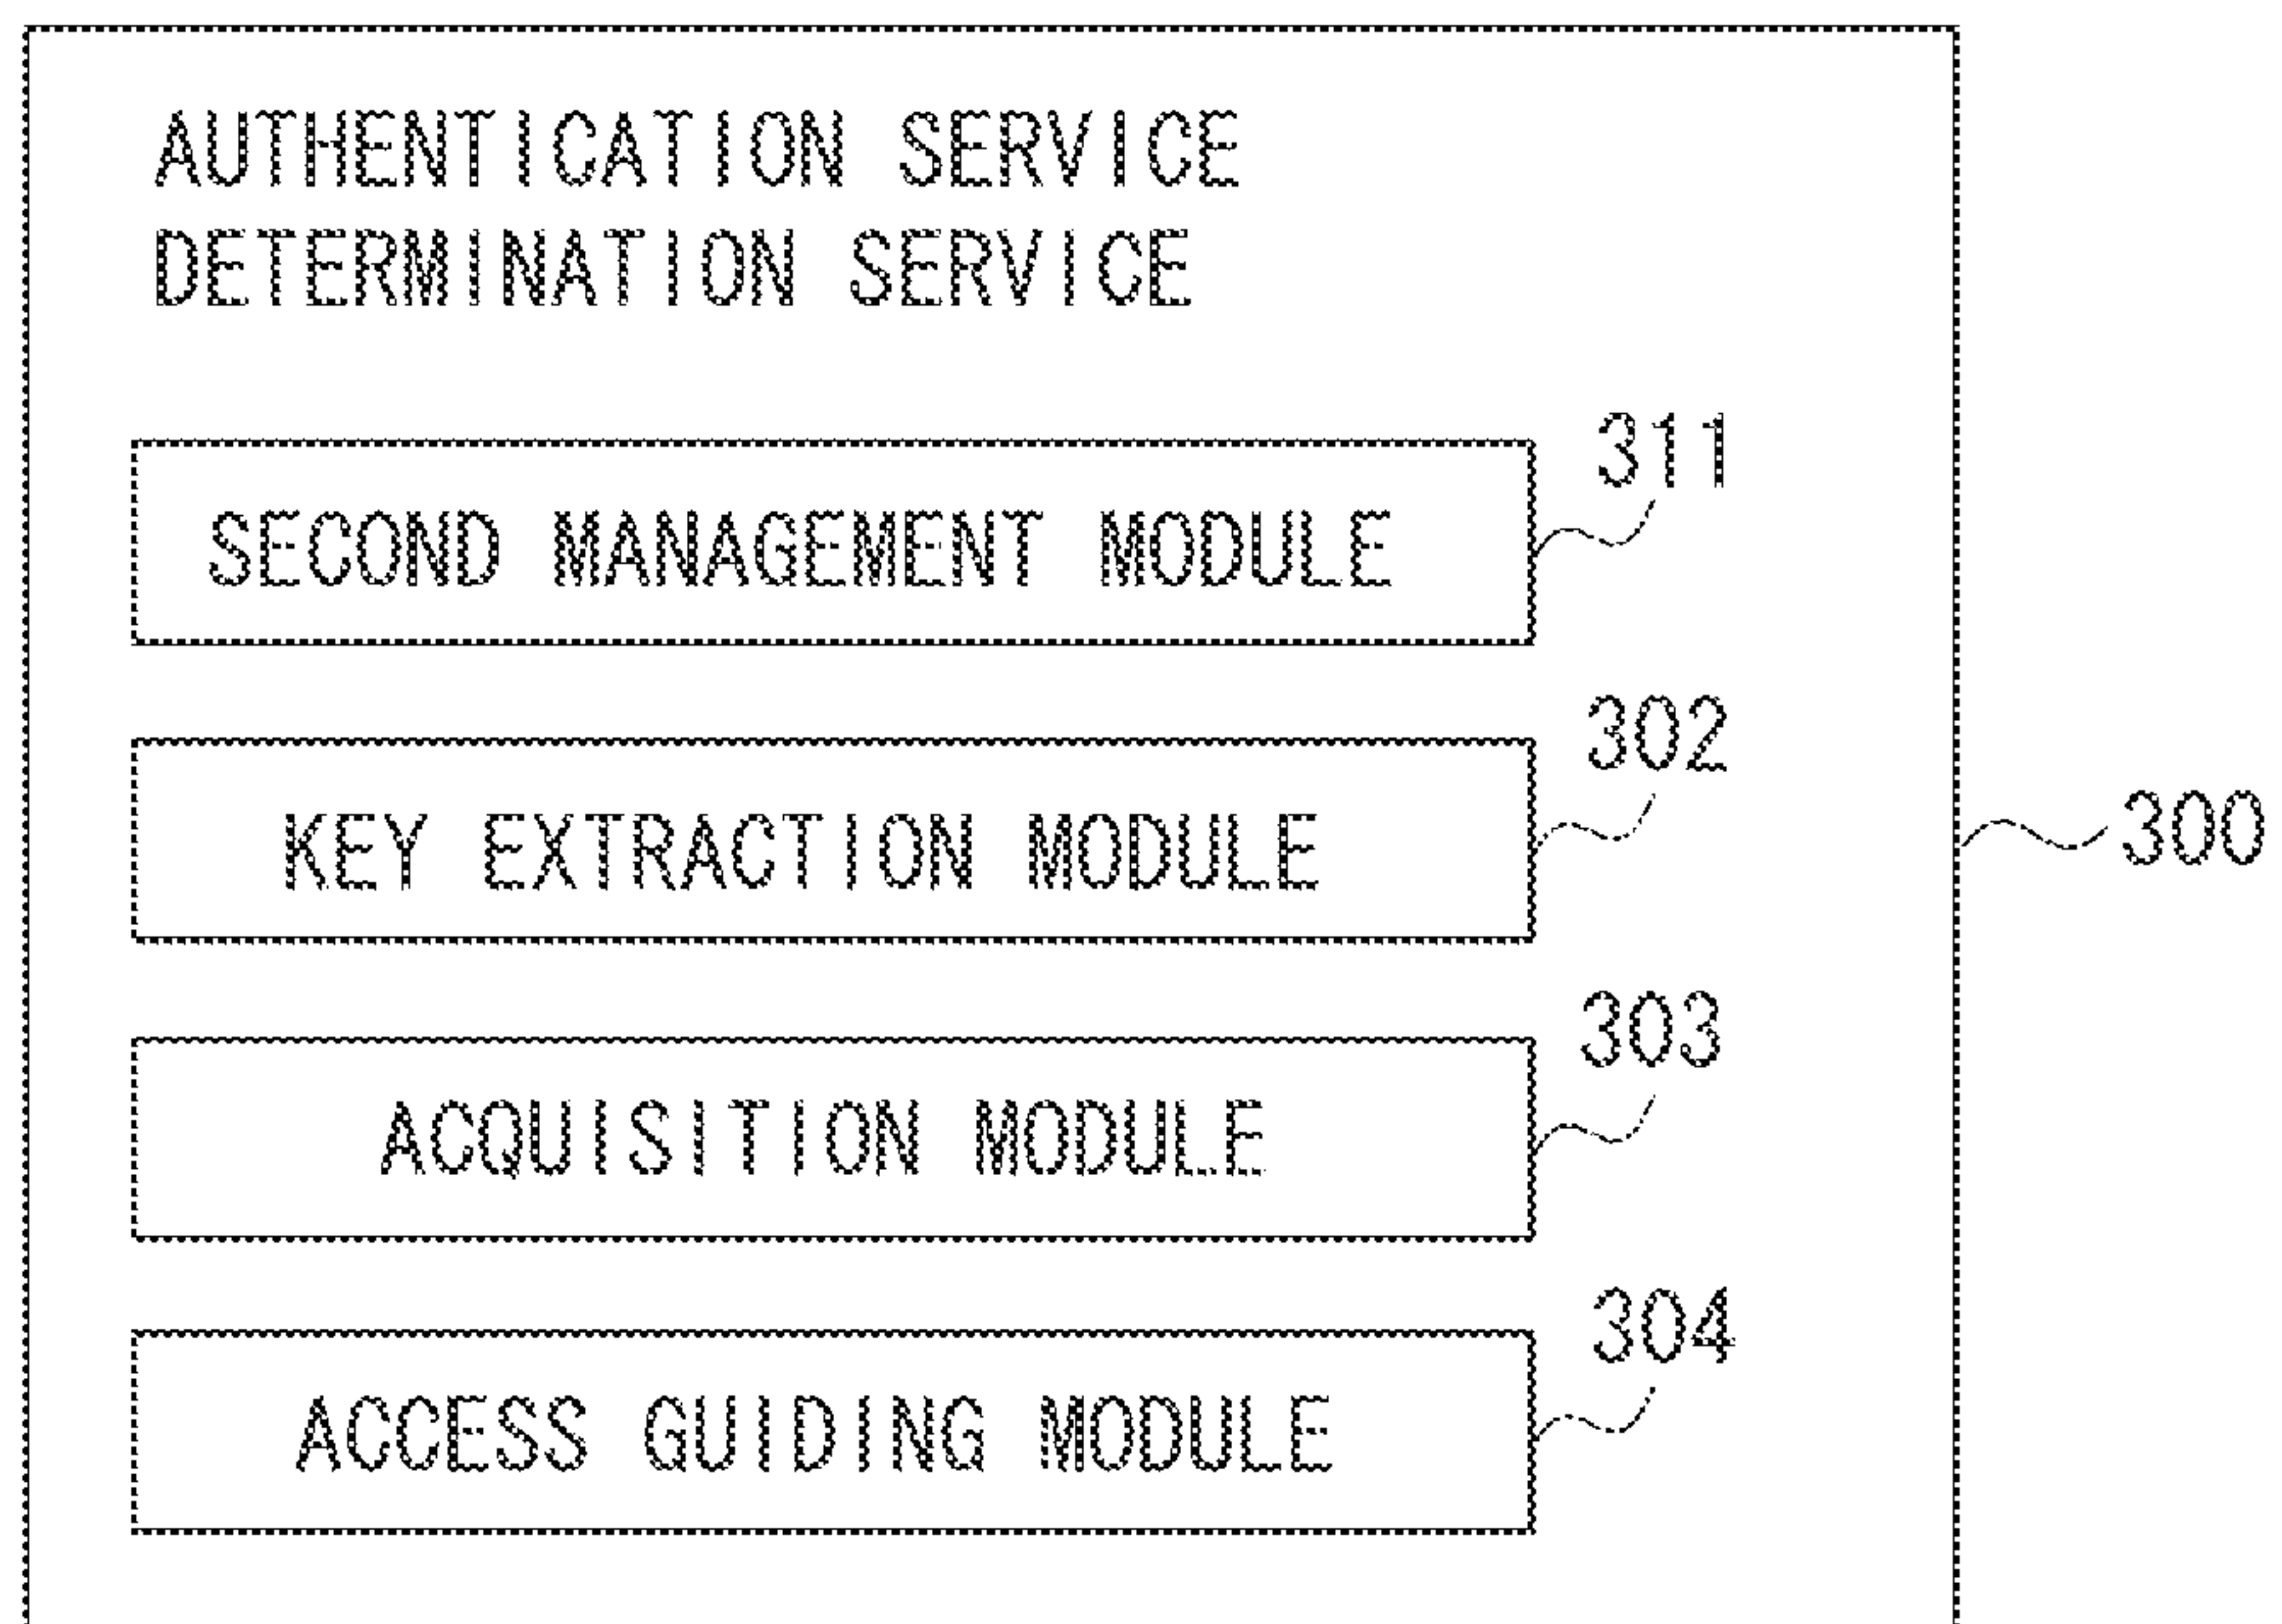 AUTHENTICATION SERVICE
DETERMINATION SERVICE
311
SECOND MANAGEMENT MODULE
302
KEY EXTRACTION MODULE
300
303
ACQUISITION MODULE
304
ACCESS GUIDING MODULE